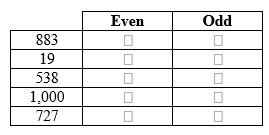 Even Odd
883 □ □
19 □ □
538 □ □
1,000 □ □
727 □ □